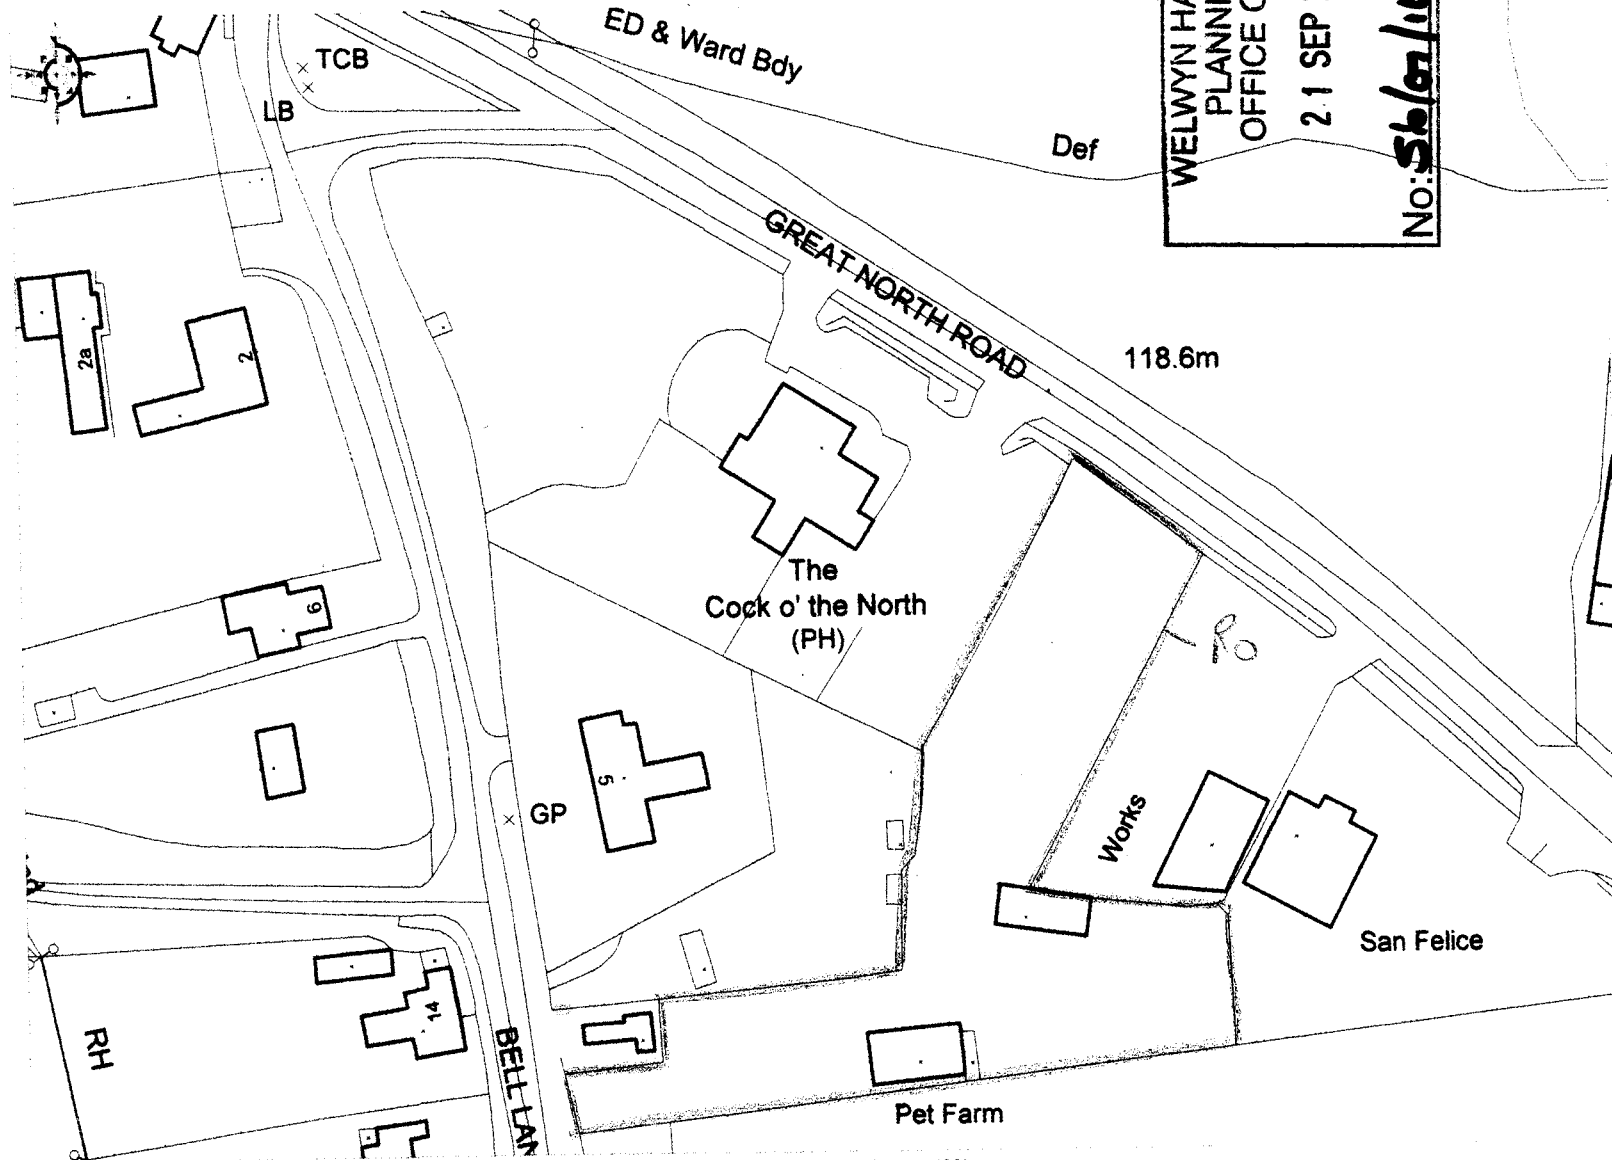 ED & Ward Bdy
TCB
LB
Def
WELWYN HA
PLANNI
OFFICE C
21 SEP
No:
GREAT NORTH ROAD
118.6m
2a
2
The
Cock o' the North
(PH)
6
Ro
5
GP
Works
San Felice
14
RH
BELL LAN
Pet Farm